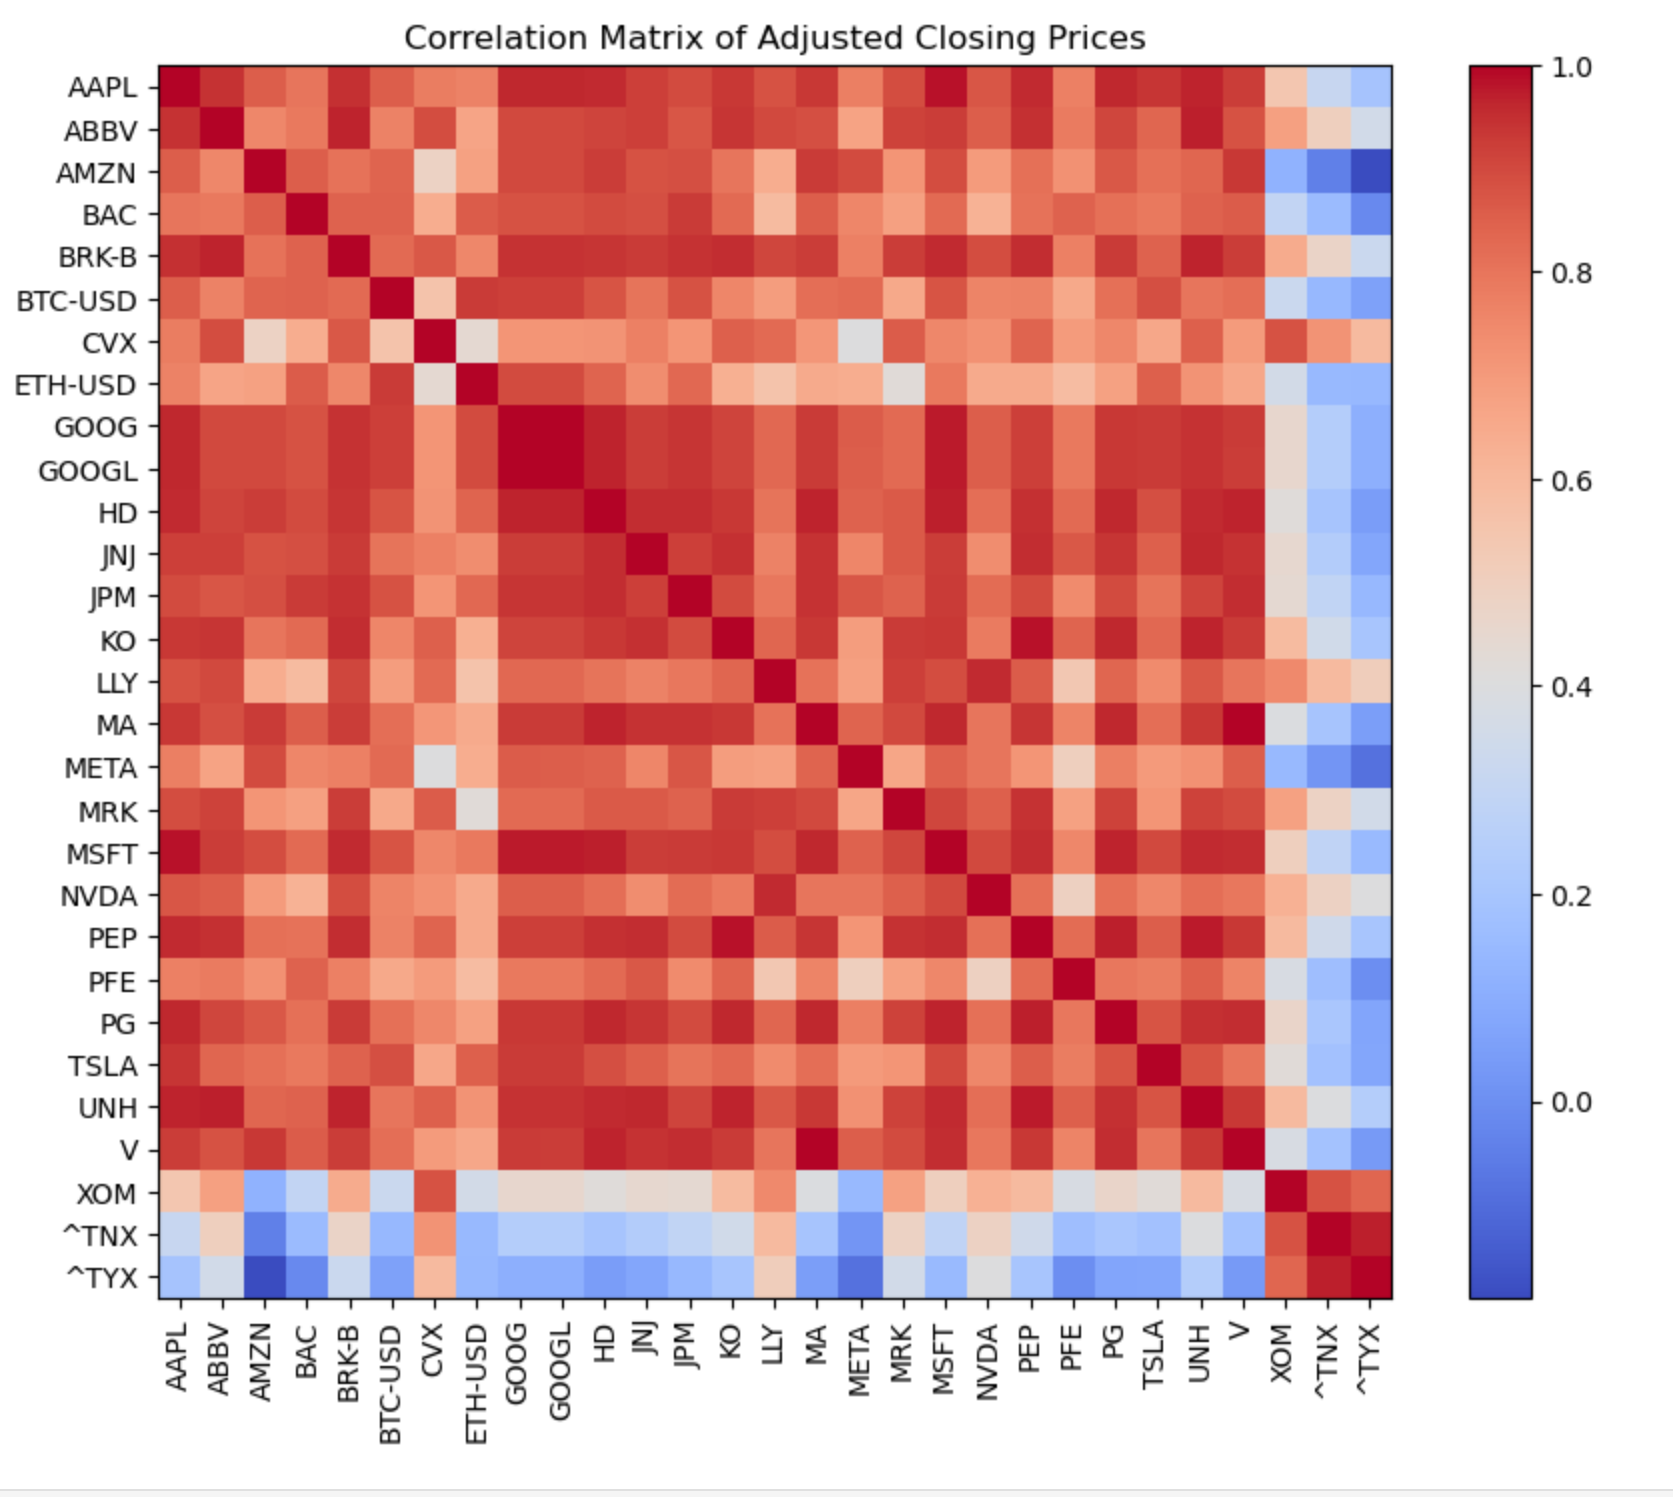 Correlation Matrix of Adjusted Closing Prices
AAPL
ABBV
AMZN
BAC
BRK-B
BTC-USD
CVX
ETH-USD
GOOG
GOOGL
HD
JNJ
JPM
KO
LLY
MA
META
MRK
MSFT
NVDA
PEP
PFE
PG
TSLA
UNH
V
XOM
^TNX
^TYX
AAPL
ABBV
AMZN
BAC
BRK-B
BTC-USD
CVX
ETH-USD
GOOG
GOOGL
HD
JNJ
JPM
KO
LLY
MA
META
MRK
MSFT
NVDA
PEP
PFE
PG
TSLA
UNH
V
XOM
^TNX
^TYX
1.0
0.8
0.6
0.4
0.2
0.0